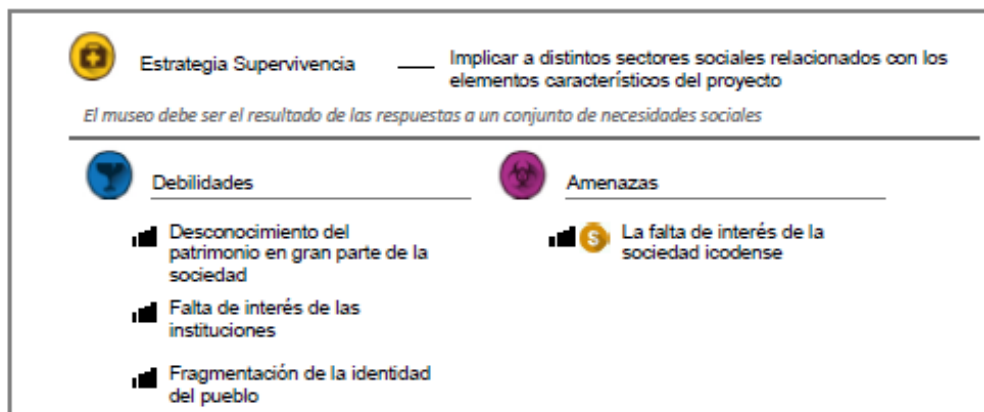 Estrategia Supervivencia
Implicar a distintos sectores sociales relacionados con los
elementos característicos del proyecto
El museo debe ser el resultado de las respuestas a un conjunto de necesidades sociales
Debilidades
Desconocimiento del
patrimonio en gran parte de la
sociedad
Falta de interés de las
instituciones
Fragmentación de la identidad
del pueblo
Amenazas
S
La falta de interés de la
sociedad icodense